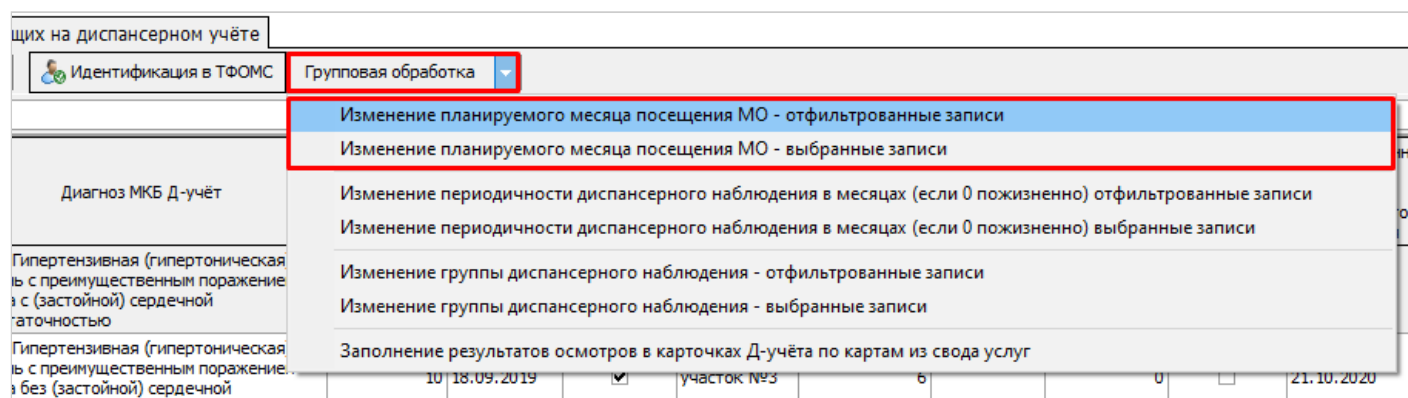 щих на диспансерном учёте
Идентификация в ТФОМС
Групповая обработка
Изменение планируемого месяца посещения МО - отфильтрованные записи
Изменение планируемого месяца посещения МО - выбранные записи
Диагноз МКБ Д-учёт
Изменение периодичности диспансерного наблюдения в месяцах (если 0 пожизненно) отфильтрованные записи
Изменение периодичности диспансерного наблюдения в месяцах (если 0 пожизненно) выбранные записи
Изменение группы диспансерного наблюдения - отфильтрованные записи
Изменение группы диспансерного наблюдения - выбранные записи
Заполнение результатов осмотров в карточках Д-учёта по картам из свода услуг
Гипертензивная (гипертоническая)
ь с преимущественным поражение
а с (застойной) сердечной
таточностью
Гипертензивная (гипертоническая)
ь с преимущественным поражение
а без (застойной) сердечной
10 18.09.2019 участок №3 6 0 21.10.2020